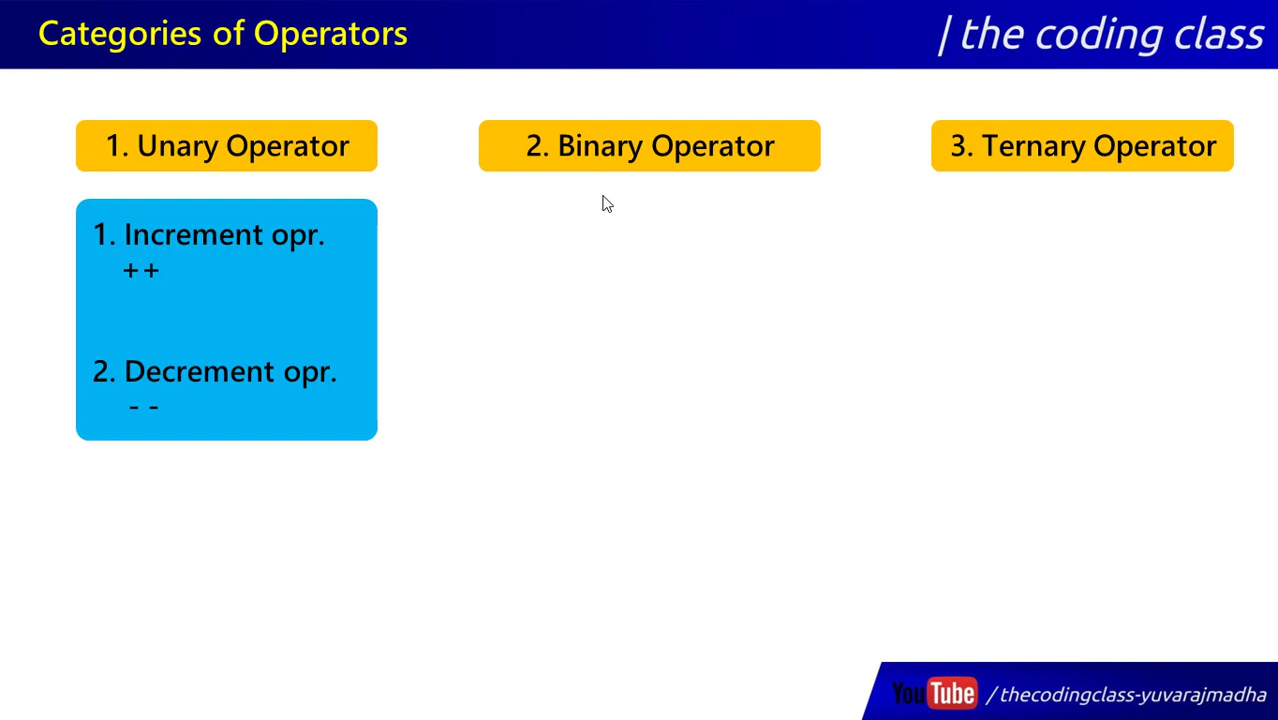 Categories of Operators
| the coding class
1. Unary Operator
2. Binary Operator
3. Ternary Operator
1. Increment opr.
++
2. Decrement opr.
- -
YouTube / thecodingclass-yuvarajmadha